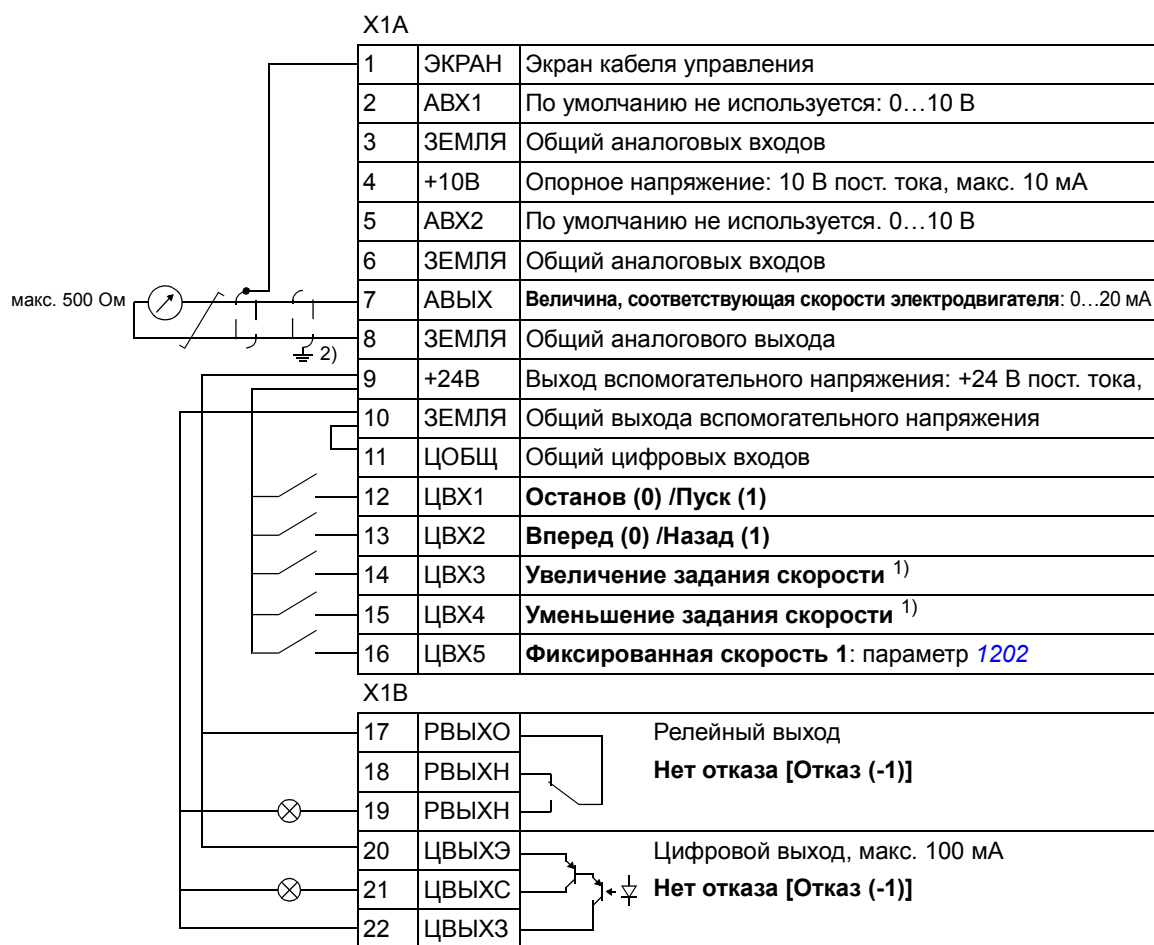 X1A
1 ЭКРАН Экран кабеля управления
2 АВХ1 По умолчанию не используется: 0…10 В
3 ЗЕМЛЯ Общий аналоговых входов
4 +10В Опорное напряжение: 10 В пост. тока, макс. 10 мА
5 АВХ2 По умолчанию не используется. 0…10 В
6 ЗЕМЛЯ Общий аналоговых входов
макс. 500 Ом 7 АВЫХ Величина, соответствующая скорости электродвигателя: 0…20 мА
8 ЗЕМЛЯ Общий аналогового выхода
2)
9 +24В Выход вспомогательного напряжения: +24 В пост. тока,
10 ЗЕМЛЯ Общий выхода вспомогательного напряжения
11 ЦОБЩ Общий цифровых входов
12 ЦВХ1 Останов (0) /Пуск (1)
13 ЦВХ2 Вперед (0) /Назад (1)
14 ЦВХ3 Увеличение задания скорости 1)
15 ЦВХ4 Уменьшение задания скорости 1)
16 ЦВХ5 Фиксированная скорость 1: параметр 1202
X1B
17 РВЫХО Релейный выход
18 РВЫХН Нет отказа [Отказ (-1)]
19 РВЫХН
20 ЦВЫХЭ Цифровой выход, макс. 100 мА
21 ЦВЫХС Нет отказа [Отказ (-1)]
22 ЦВЫХЗ